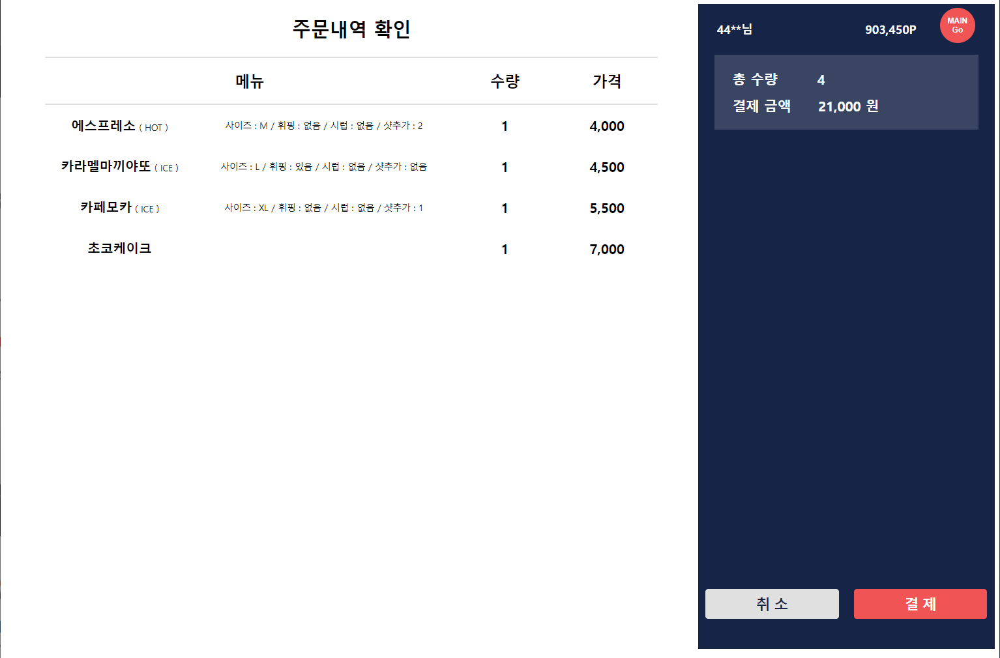 주문내역 확인
메뉴 수량 가격
에스프레소 ( HOT ) 사이즈 : M / 휘핑 : 없음 / 시럽 : 없음 / 샷추가 : 2 1 4,000
카라멜마끼야또 ( ICE ) 사이즈 : L / 휘핑 : 있음 / 시럽 : 없음 / 샷추가 : 없음 1 4,500
카페모카 ( ICE ) 사이즈 : XL / 휘핑 : 없음 / 시럽 : 없음 / 샷추가 : 1 1 5,500
초코케이크 1 7,000
44**님 903,450P
MAIN
Go
총 수량 4
결제 금액 21,000 원
취 소 결 제